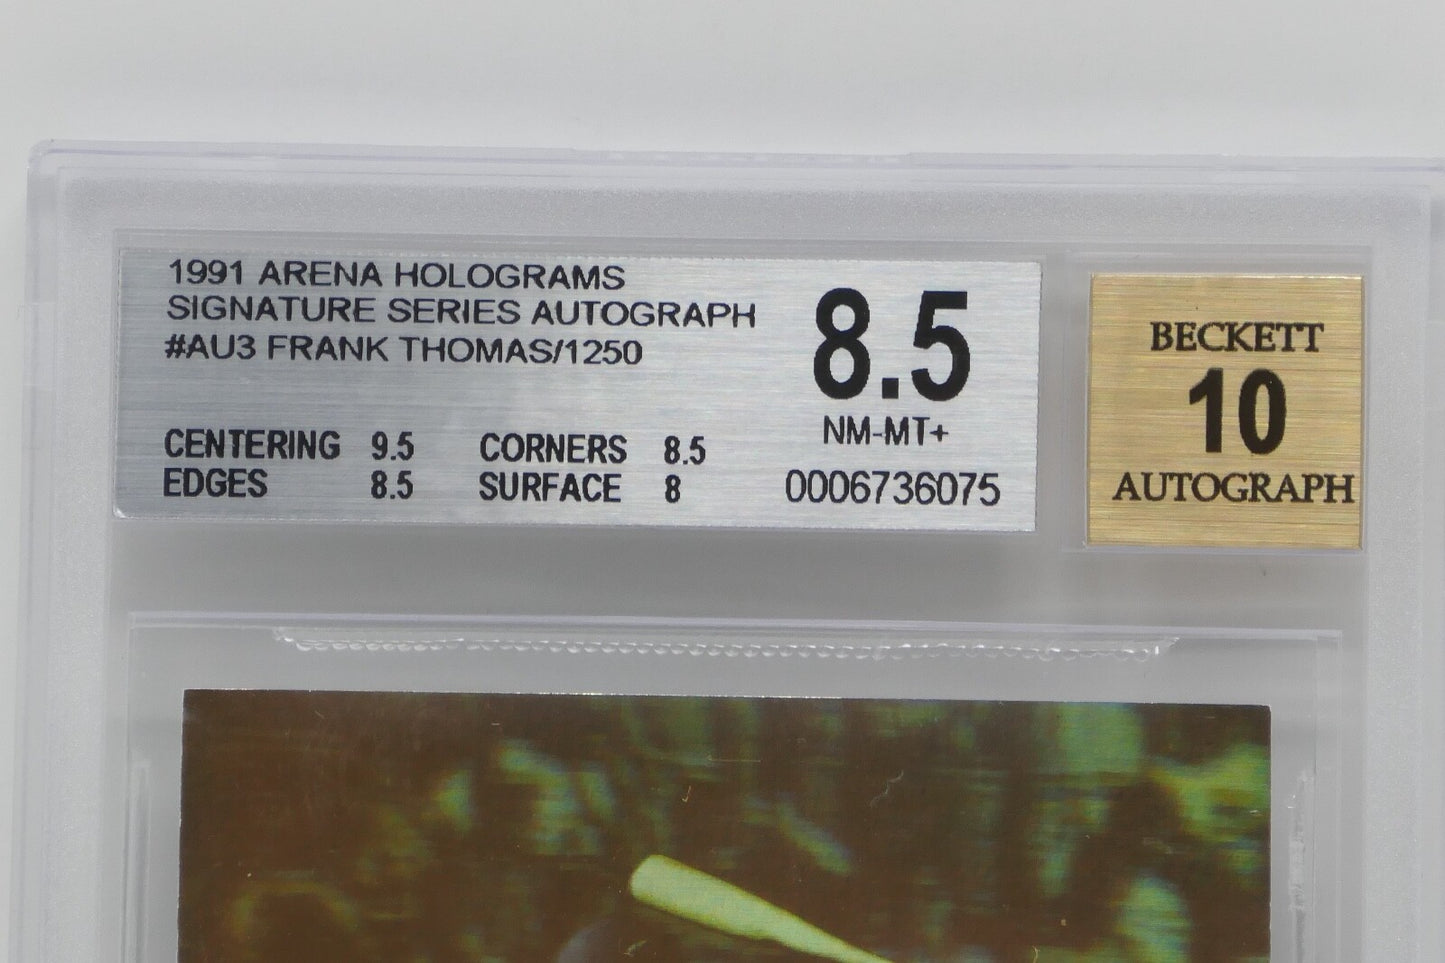 1991 ARENA HOLOGRAMS
SIGNATURE SERIES AUTOGRAPH
#AU3 FRANK THOMAS/1250
CENTERING 9.5 CORNERS 8.5
EDGES 8.5 SURFACE 8
8.5
NM-MT+
0006736075
BECKETT
10
AUTOGRAPH